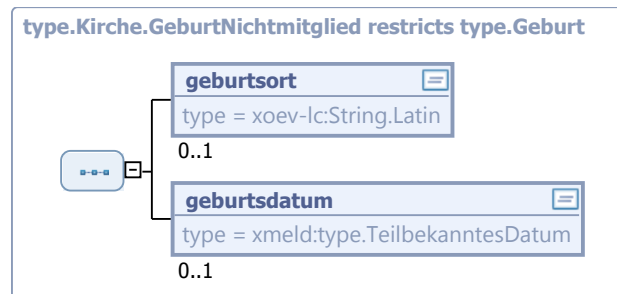 type.Kirche.GeburtNichtmitglied restricts type.Geburt
geburtsort
type = xoev-lc:String.Latin
0..1
geburtsdatum
type = xmeld:type.TeilbekanntesDatum
0..1